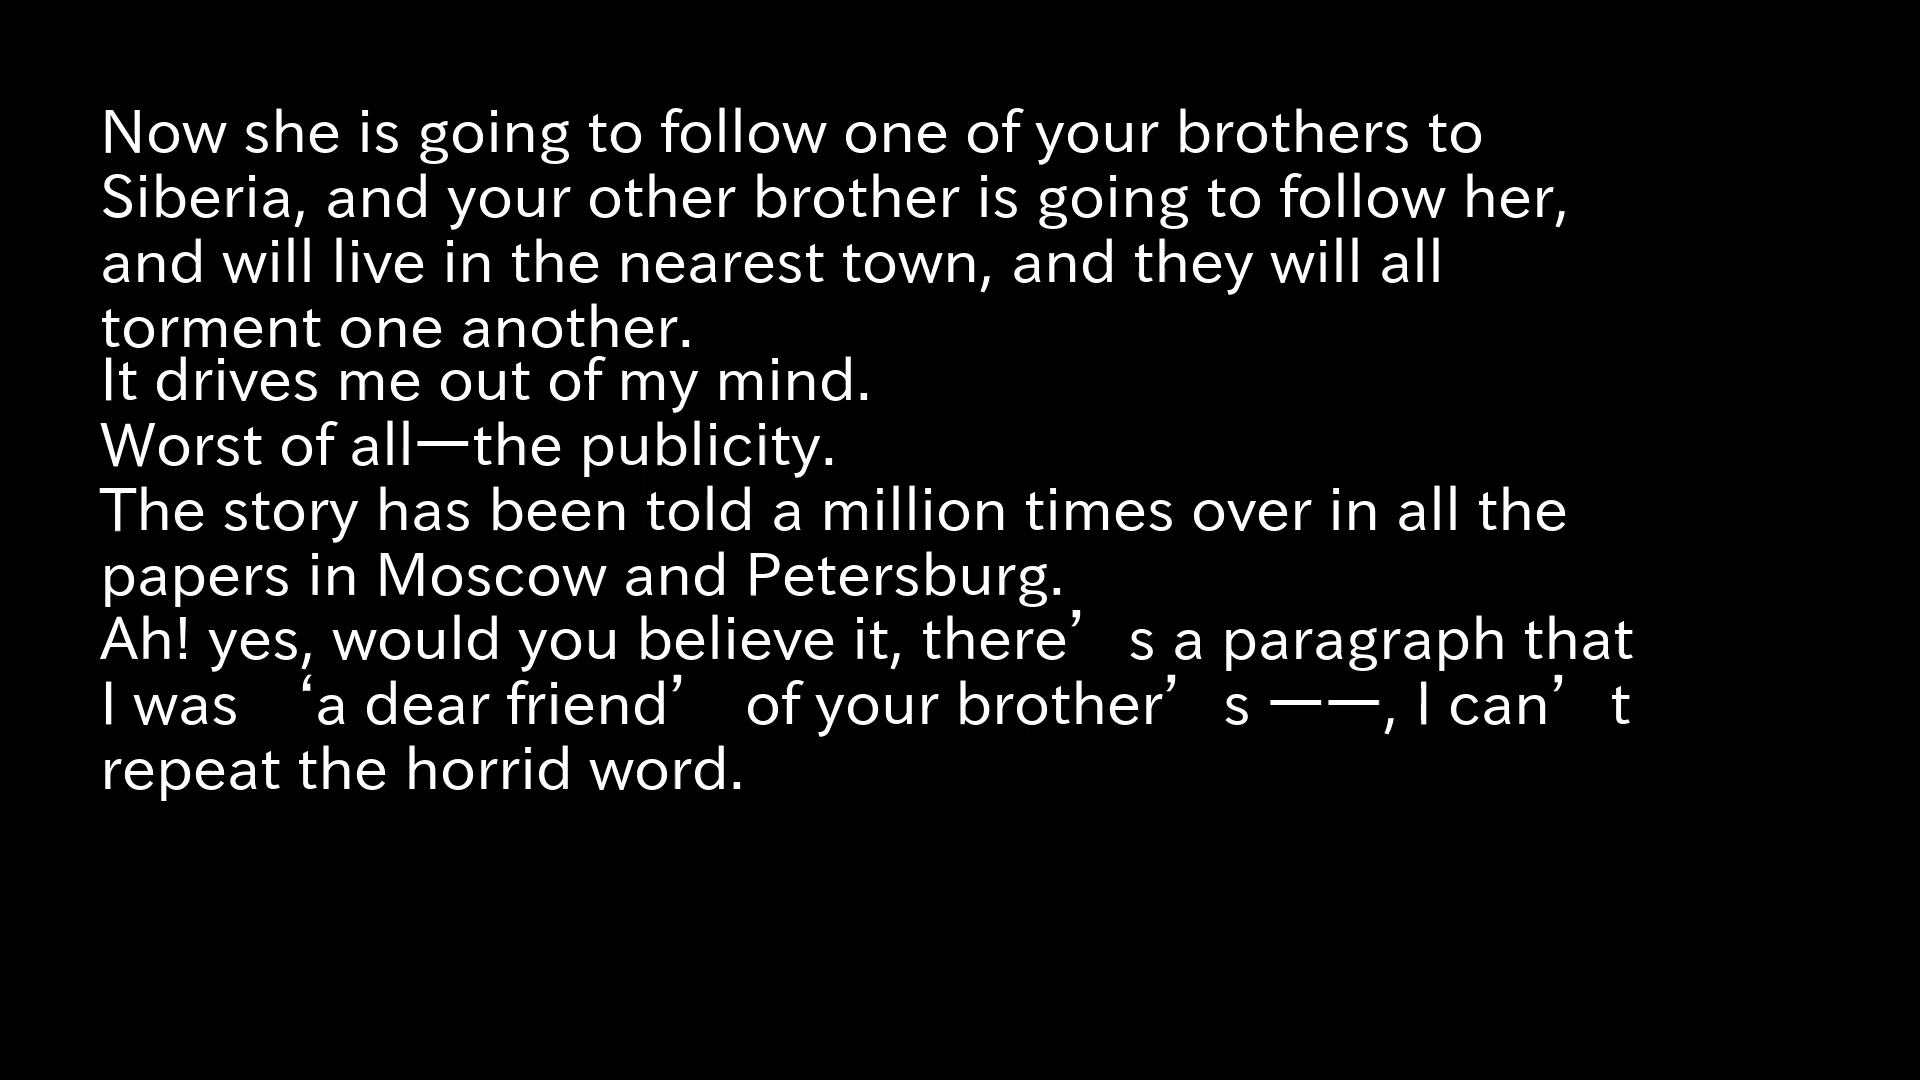 Now she is going to follow one of your brothers to
Siberia, and your other brother is going to follow her,
and will live in the nearest town, and they will all
torment one another.
It drives me out of my mind.
Worst of all—the publicity.
The story has been told a million times over in all the
papers in Moscow and Petersburg.
Ah! yes, would you believe it, there’s a paragraph that
I was ‘a dear friend’ of your brother’s ——, I can’t
repeat the horrid word.